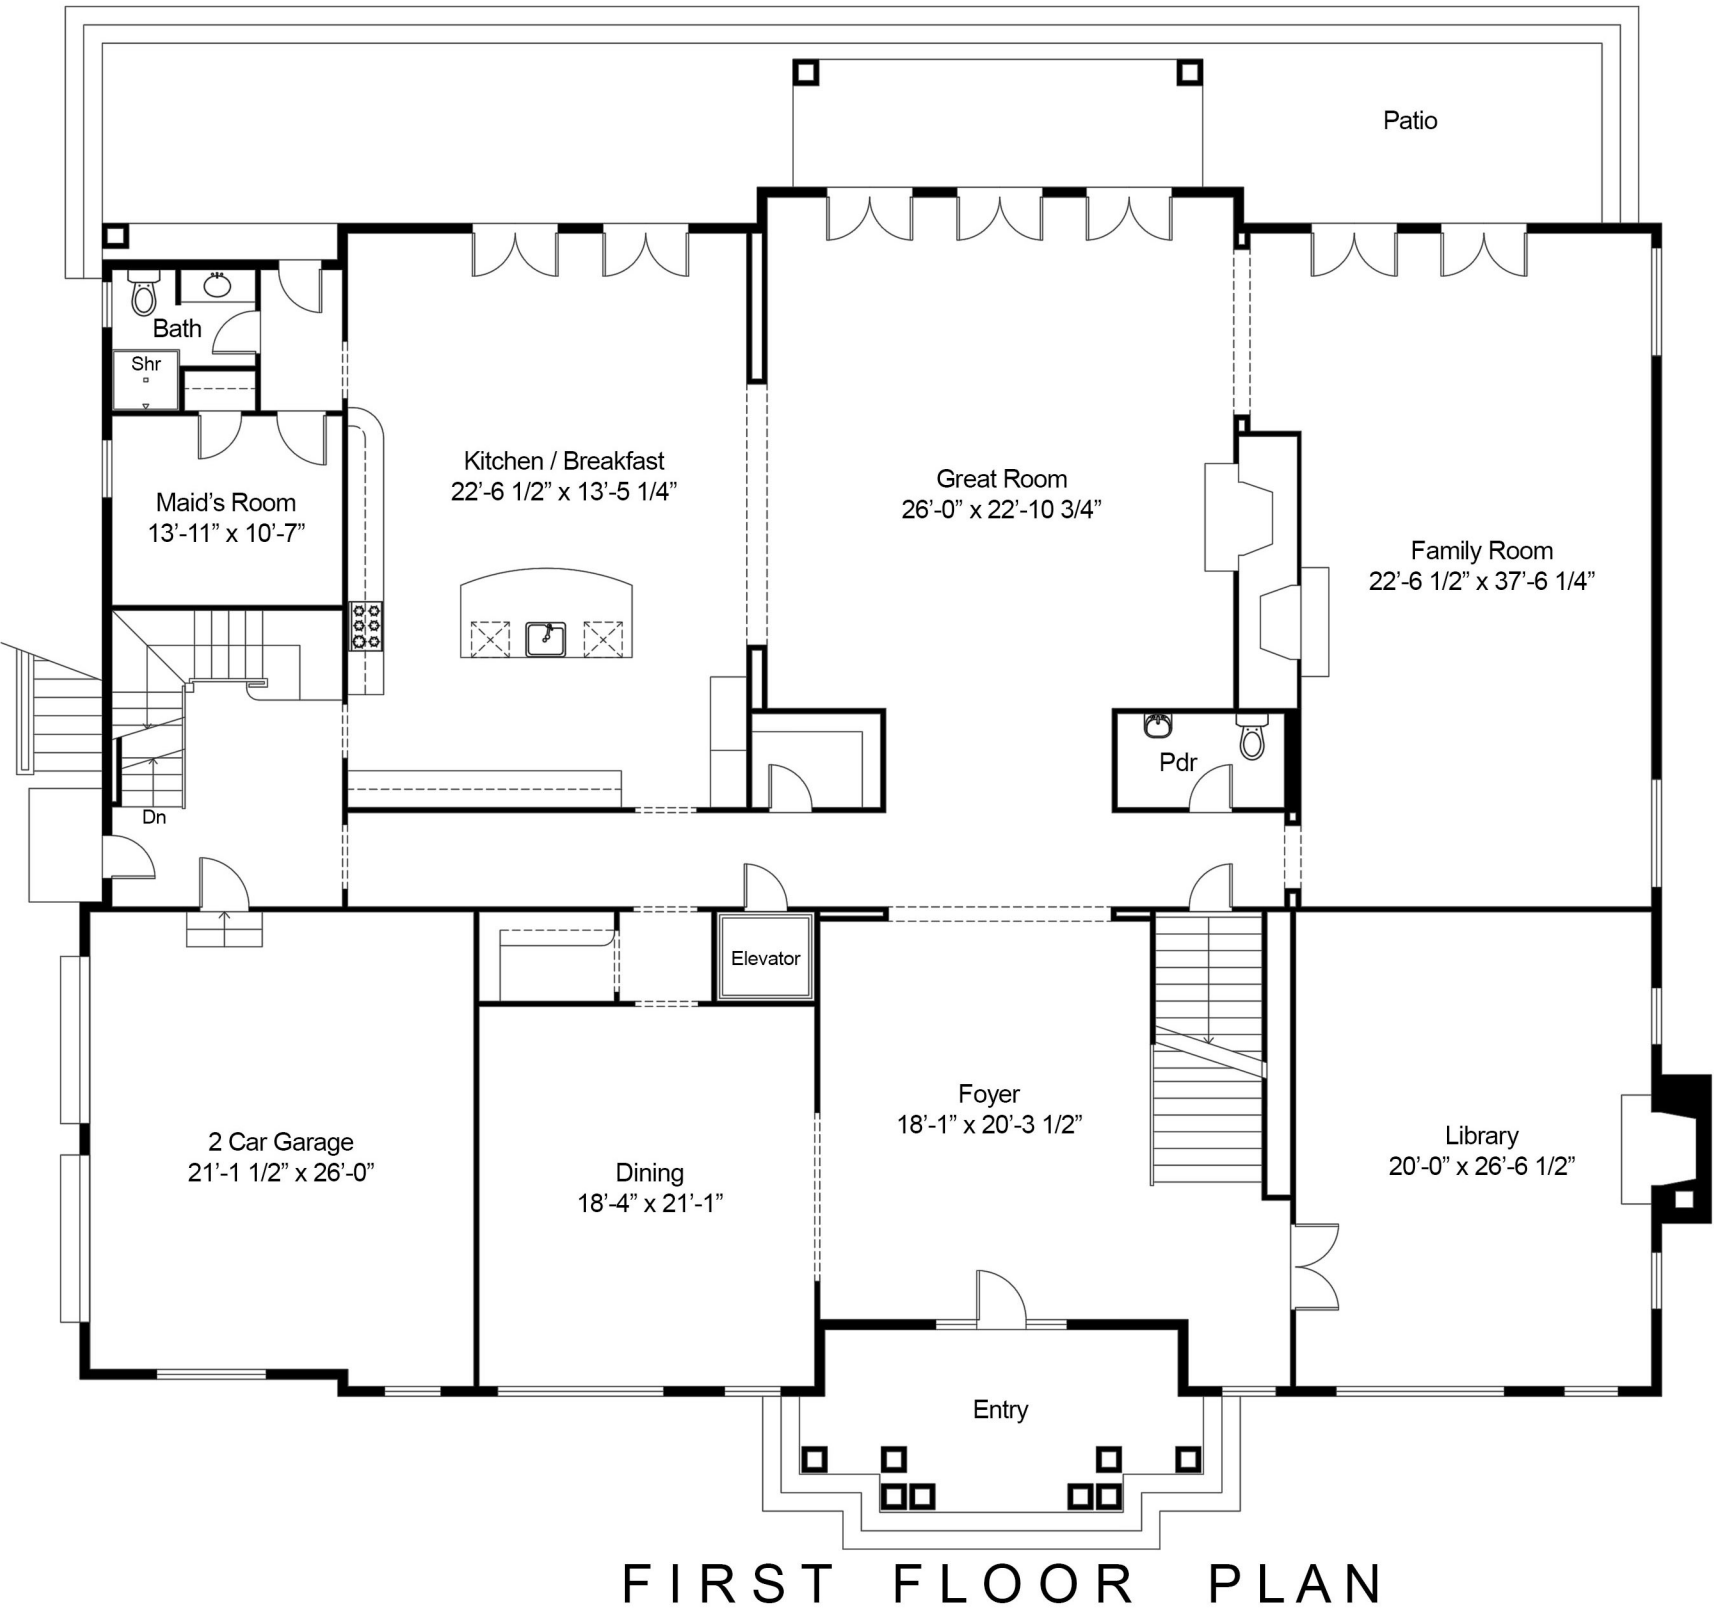 Patio
Bath
Shr
Kitchen / Breakfast
22’-6 1/2” x 13’-5 1/4”
Great Room
26’-0” x 22’-10 3/4”
Maid’s Room
13’-11” x 10’-7”
Family Room
22’-6 1/2” x 37’-6 1/4”
Pdr
Dn
Elevator
Foyer
18’-1” x 20’-3 1/2”
2 Car Garage
21’-1 1/2” x 26’-0”
Library
20’-0” x 26’-6 1/2”
Dining
18’-4” x 21’-1”
Entry
FIRST FLOOR PLAN